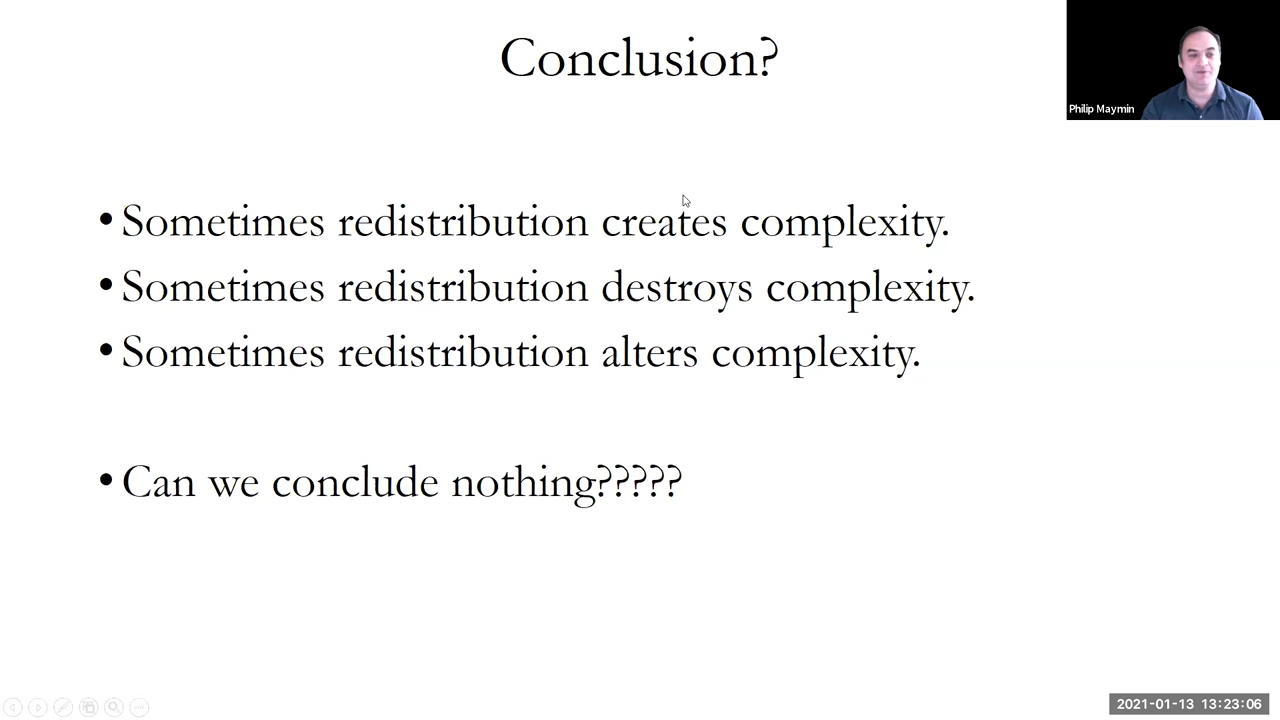 Conclusion?
Philip Maymin
• Sometimes redistribution creates complexity.
• Sometimes redistribution destroys complexity.
• Sometimes redistribution alters complexity.
• Can we conclude nothing?????
2021-01-13 13:23:06